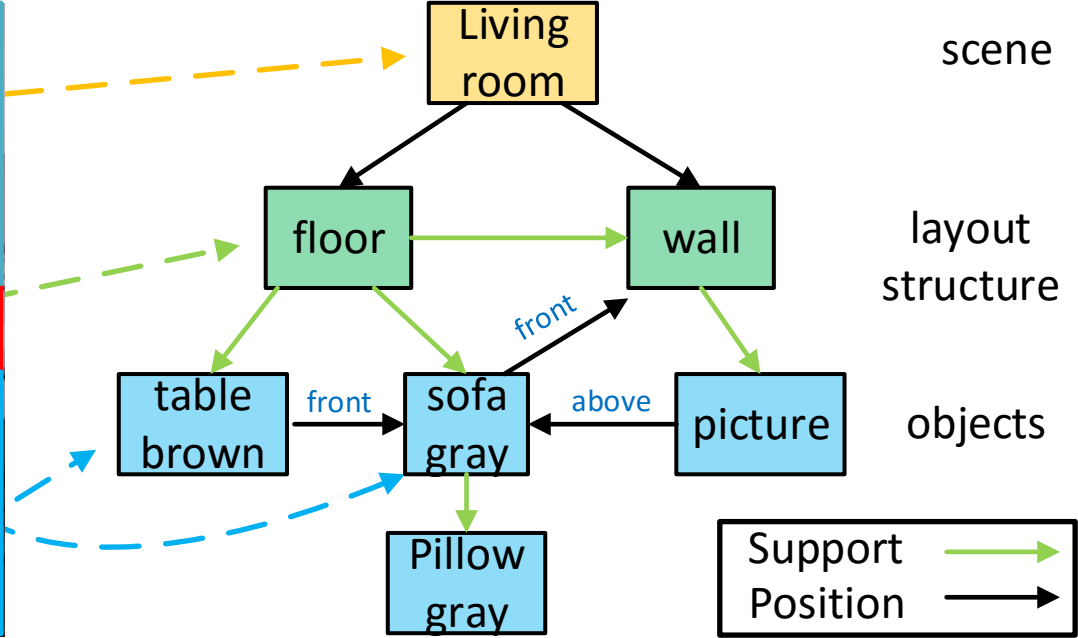 Living
room
scene
floor
wall
layout
structure
front
table
brown
front
sofa
gray
above
picture
objects
Pillow
gray
Support
Position